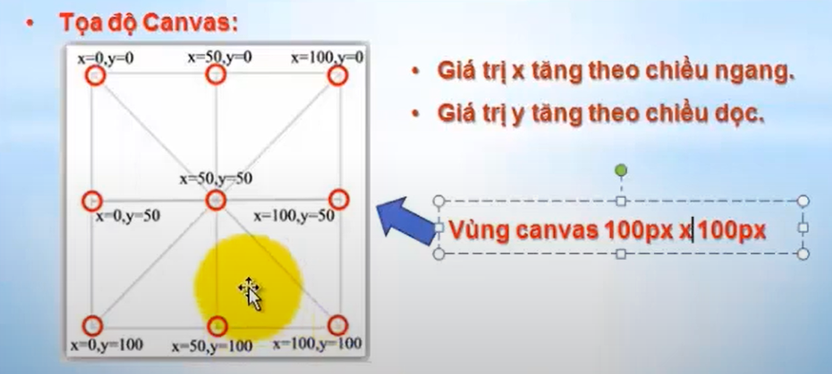 • Tọa độ Canvas:
x=0,y=0 x=50,y=0 x=100,y=0
• Giá trị x tăng theo chiều ngang.
• Giá trị y tăng theo chiều dọc.
x=50,y=50
x=0,y=50 x=100,y=50
Vùng canvas 100px x 100px
x=0,y=100 x=50,y=100 x=100,y=100